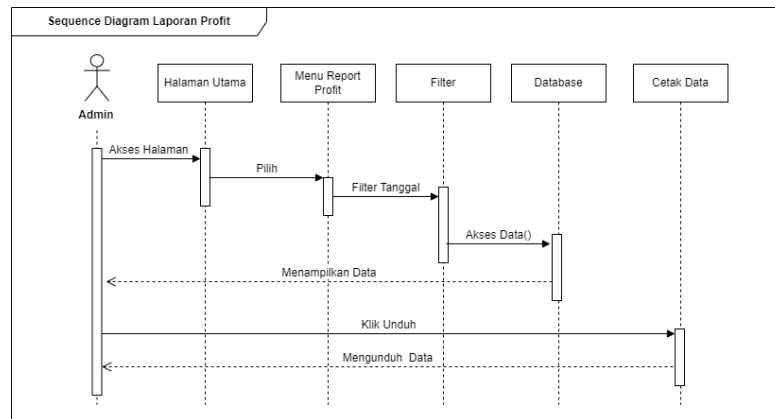 Sequence Diagram Laporan Profit
Halaman Utama
Menu Report
Profit
Filter
Database
Cetak Data
Admin
Akses Halaman
Pilih
Filter Tanggal
Akses Data()
Menampilkan Data
Klik Unduh
Mengunduh Data